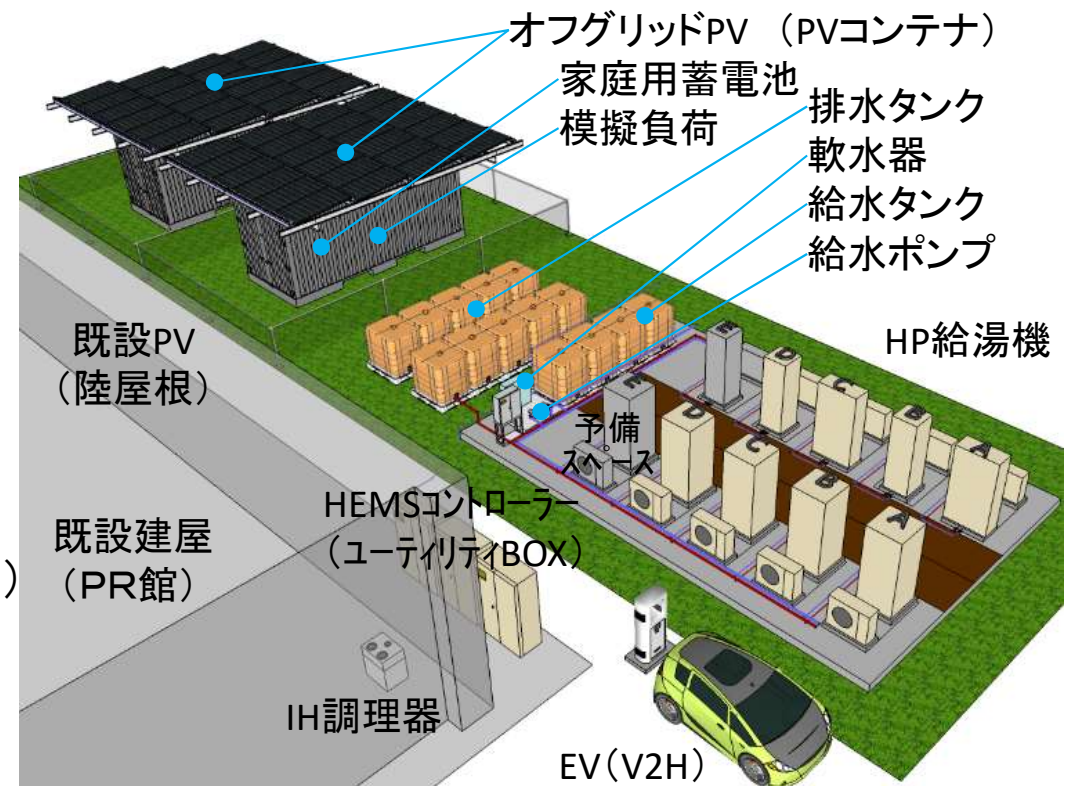 オフグリッドPV （PVコンテナ）
家庭用蓄電池
模擬負荷
排水タンク
軟水器
給水タンク
給水ポンプ
HP給湯機
既設PV
（陸屋根）
予備
スペース
HEMSコントローラー
（ユーティリティBOX）
既設建屋
（PR館）
）
IH調理器
EV（V2H）
E
D
C
B
A
E
D
C
B
A